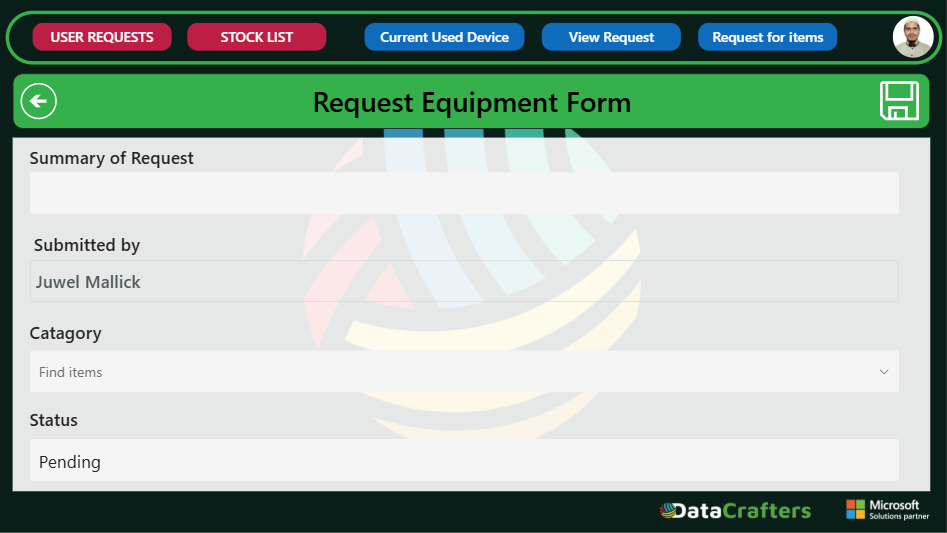 USER REQUESTS STOCK LIST Current Used Device View Request Request for items
Request Equipment Form
Summary of Request
Submitted by
Juwel Mallick
Catagory
Find items
Status
Pending
DataCrafters Microsoft
Solutions partner